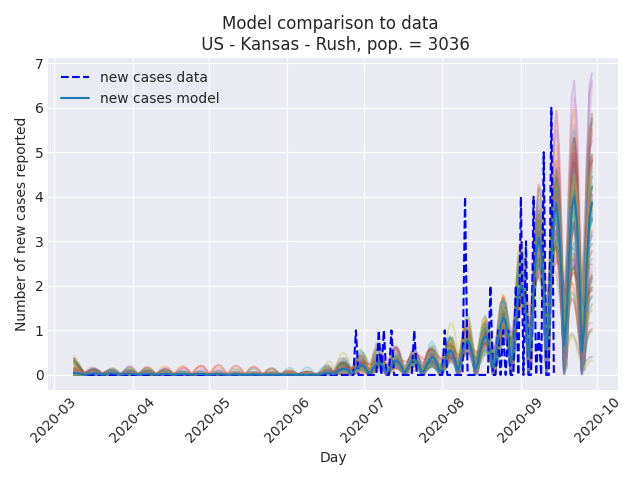 Model comparison to data
US - Kansas - Rush, pop. = 3036
7
6
5
4
3
2
1
0
Number of new cases reported
new cases data
new cases model
2020-03
2020-04
2020-05
2020-06
2020-07
2020-08
2020-09
2020-10
Day